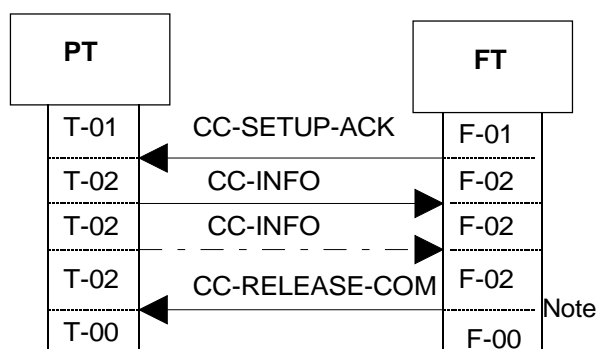 PT
FT
T-01 CC-SETUP-ACK F-01
T-02 CC-INFO F-02
T-02 CC-INFO F-02
T-02 CC-RELEASE-COM F-02
Note
T-00 F-00